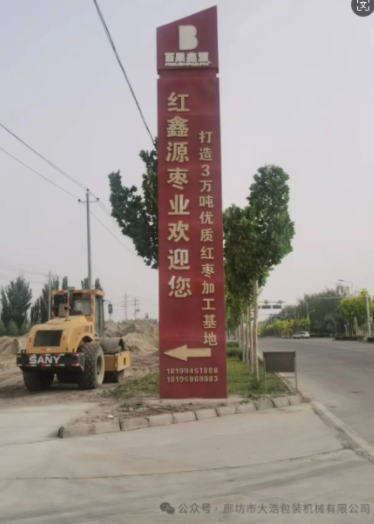 红鑫源枣业欢迎您
打造3万吨优质红枣加工基地
SANY
公众号 · 廊坊市大浩包装机械有限公司